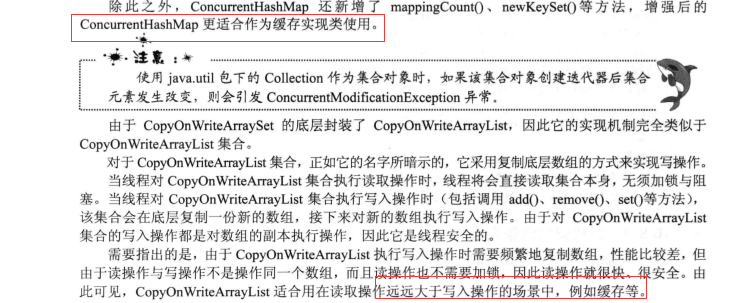 除此之外，ConcurrentHashMap 还新增了 mappingCount()、newKeySet()等方法，增强后的
ConcurrentHashMap 更适合作为缓存实现类使用。
注意：
使用 java.util 包下的 Collection 作为集合对象时，如果该集合对象创建迭代器后集合
元素发生改变，则会引发 ConcurrentModificationException 异常。
由于 CopyOnWriteArraySet 的底层封装了 CopyOnWriteArrayList，因此它的实现机制完全类似于
CopyOnWriteArrayList 集合。
对于 CopyOnWriteArrayList 集合，正如它的名字所暗示的，它采用复制底层数组的方式来实现写操作。
当线程对 CopyOnWriteArrayList 集合执行读取操作时，线程将会直接读取集合本身，无须加锁与阻
塞。当线程对 CopyOnWriteArrayList 集合执行写入操作时（包括调用 add()、remove()、set()等方法），
该集合会在底层复制一份新的数组，接下来对新的数组执行写入操作。由于对 CopyOnWriteArrayList
集合的写入操作都是对数组的副本执行操作，因此它是线程安全的。
需要指出的是，由于 CopyOnWriteArrayList 执行写入操作时需要频繁地复制数组，性能比较差，但
由于读操作与写操作不是操作同一个数组，而且读操作也不需要加锁，因此读操作就很快、很安全。由
此可见，CopyOnWriteArrayList 适合用在读取操作远远大于写入操作的场景中，例如缓存等。